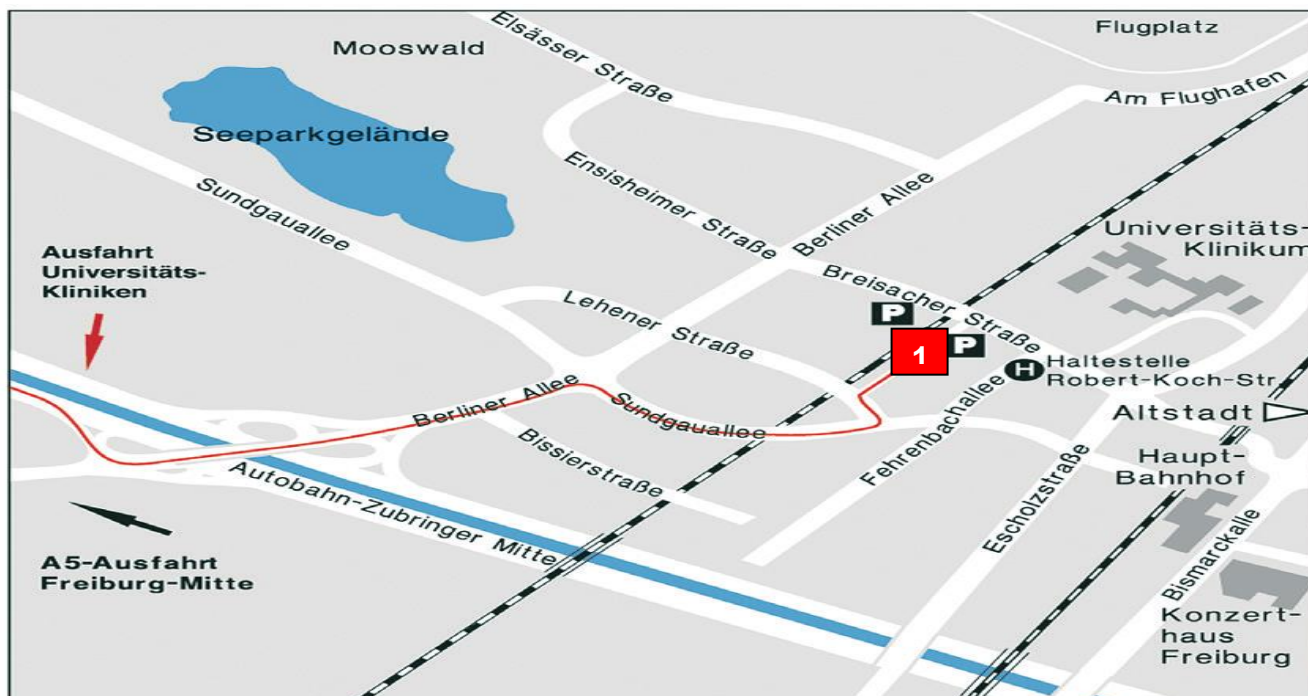 Elsässer Straße
Mooswald
Flugplatz
Am Flughafen
Seeparkgelände
Ensisheimer Straße
Berliner Allee
Sundgauallee
Universitäts-
Klinikum
Ausfahrt
Universitäts-
Kliniken
Breisacher Straße
Lehener Straße
P
1
P
H
Haltestelle
Robert-Koch-Str.
Berliner Allee
Sundgauallee
Altstadt
Bissierstraße
Fehrenbachallee
Haupt-
Bahnhof
Autobahn-Zubringer Mitte
Escholzstraße
Bismarckalle
A5-Ausfahrt
Freiburg-Mitte
Konzert-
haus
Freiburg